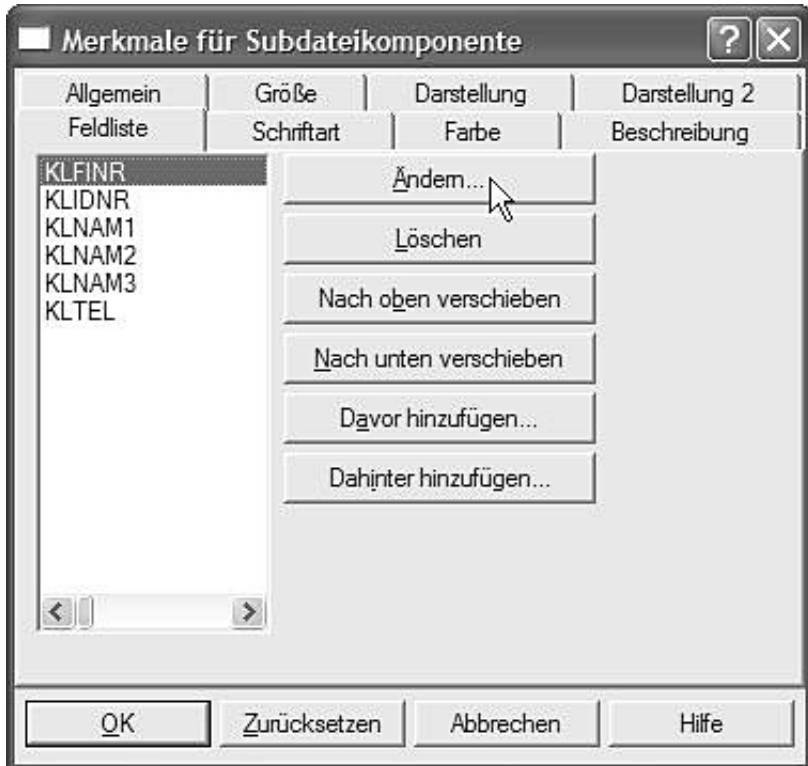 Merkmale für Subdateikomponente
Allgemein
Größe
Darstellung
Darstellung 2
Feldliste
Schriftart
Farbe
Beschreibung
KLFINR
KLIDNR
KLNAM1
KLNAM2
KLNAM3
KLTEL
Ändern...
Löschen
Nach oben verschieben
Nach unten verschieben
Davor hinzufügen...
Dahinter hinzufügen...
OK
Zurücksetzen
Abbrechen
Hilfe